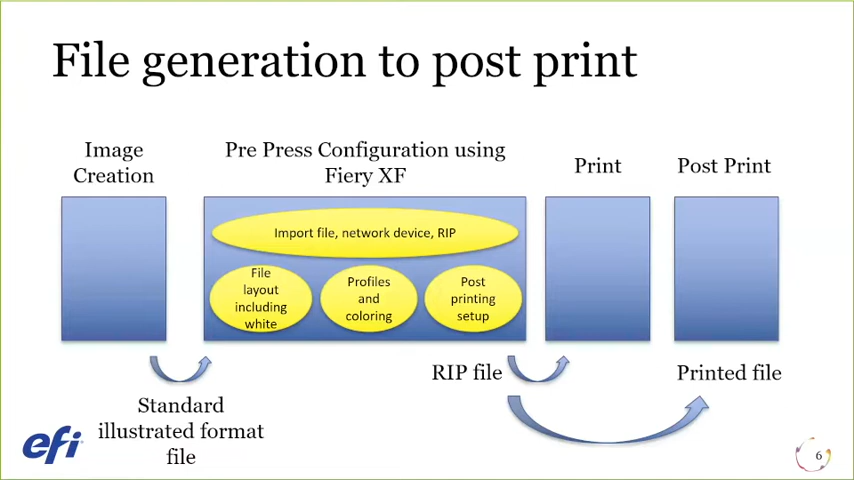 File generation to post print
Image
Creation
Pre Press Configuration using
Fiery XF
Print
Post Print
Import file, network device, RIP
File
layout
including
white
Profiles
and
coloring
Post
printing
setup
RIP file
Printed file
Standard
illustrated format
file
efi
6